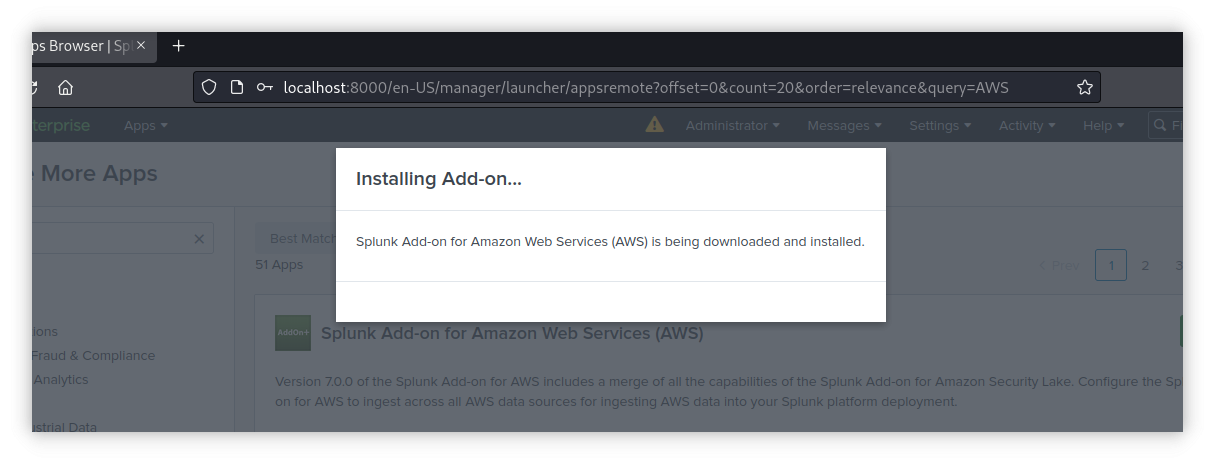 ps Browser | Spl
localhost:8000/en-US/manager/launcher/appsremote?offset=0&count=20&order=relevance&query=AWS
terprise Apps Administrator Messages Settings Activity Help Fi
More Apps
Installing Add-on...
Splunk Add-on for Amazon Web Services (AWS) is being downloaded and installed.
Best Match
51 Apps
< Prev 1 2 3
AddOn+ Splunk Add-on for Amazon Web Services (AWS)
Version 7.0.0 of the Splunk Add-on for AWS includes a merge of all the capabilities of the Splunk Add-on for Amazon Security Lake. Configure the Sp
on for AWS to ingest across all AWS data sources for ingesting AWS data into your Splunk platform deployment.
tions
Fraud & Compliance
Analytics
ustrial Data